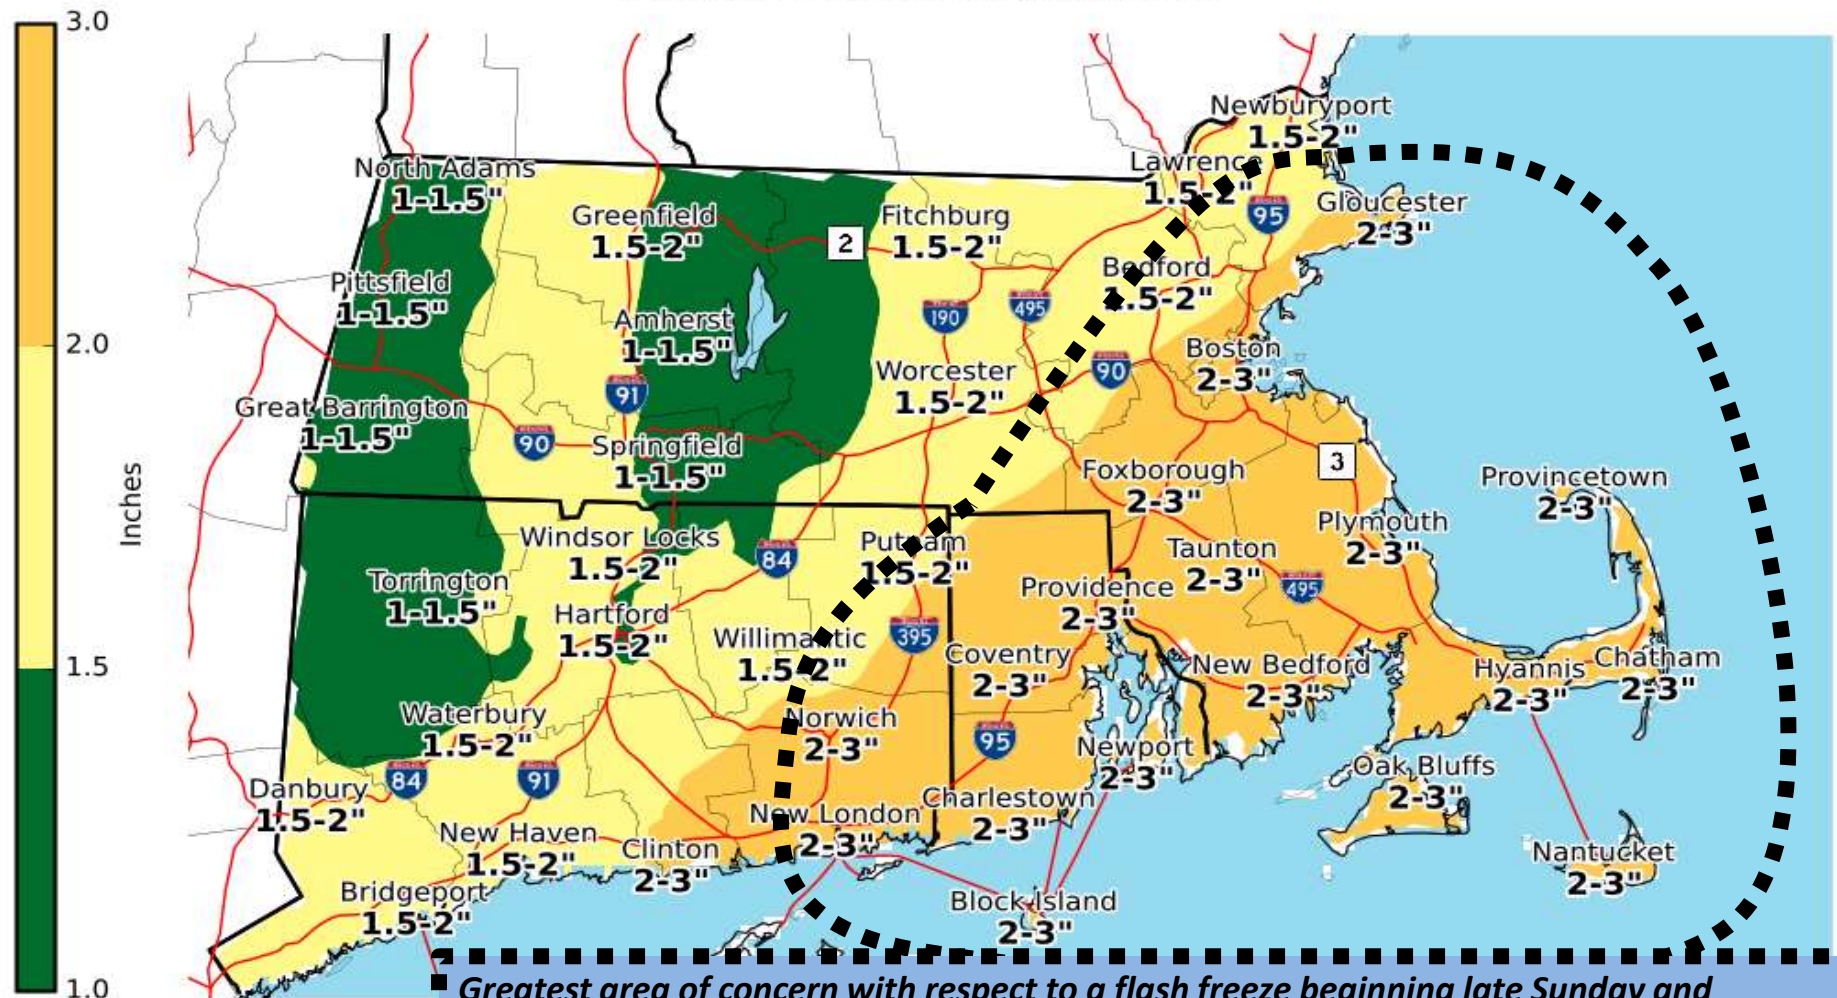 3.0
2.0
1.5
1.0
Inches
Newburyport
1.5-2"
North Adams
1-1.5"
Lawrence
1.5-2"
Greenfield
1.5-2"
Fitchburg
1.5-2"
Gloucester
2-3"
95
2
Pittsfield
1-1.5"
Bedford
1.5-2"
190
495
Amherst
1-1.5"
Boston
2-3"
Worcester
1.5-2"
90
91
Great Barrington
1-1.5"
90
Springfield
1-1.5"
3
Foxborough
2-3"
Provincetown
2-3"
Plymouth
2-3"
Windsor Locks
1.5-2"
84
Putnam
1.5-2"
Taunton
2-3"
Torrington
1-1.5"
Providence
2-3"
495
Hartford
1.5-2"
Willimantic
1.5-2"
395
Coventry
2-3"
New Bedford
2-3"
Hyannis
2-3"
Chatham
2-3"
Waterbury
1.5-2"
Norwich
2-3"
95
Newport
2-3"
Oak Bluffs
2-3"
84
91
Danbury
1.5-2"
New London
2-3"
Charlestown
2-3"
New Haven
1.5-2"
Clinton
2-3"
Nantucket
2-3"
Bridgeport
1.5-2"
Block Island
2-3"
Greatest area of concern with respect to a flash freeze beginning late Sunday and